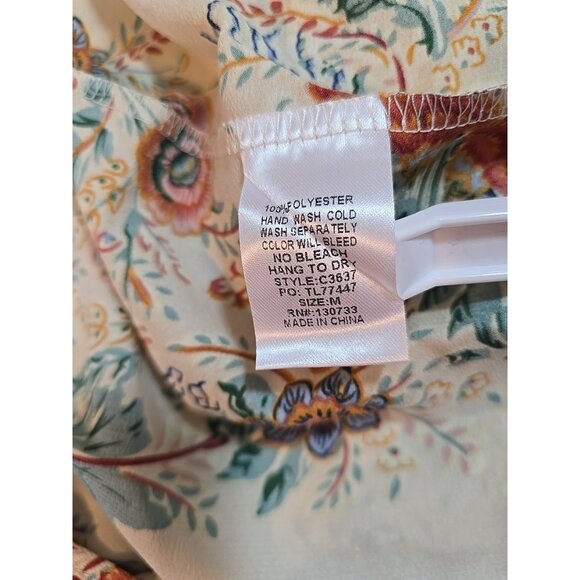 100% POLYESTER
HAND WASH COLD
WASH SEPARATELY
COLOR WILL BLEED
NO BLEACH
HANG TO DRY
STYLE:C3637
PO: TL77447
SIZE:M
RN#:130733
MADE IN CHINA